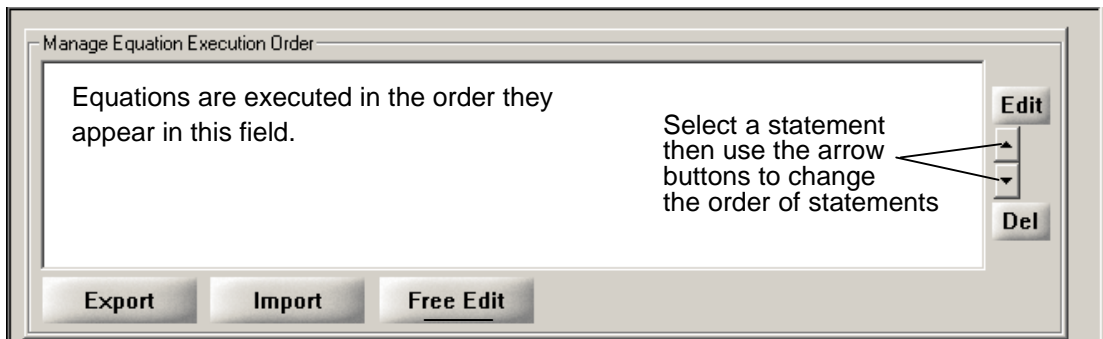 Manage Equation Execution Order
Equations are executed in the order they
appear in this field.
Select a statement
then use the arrow
buttons to change
the order of statements
Edit
Del
Export Import Free Edit